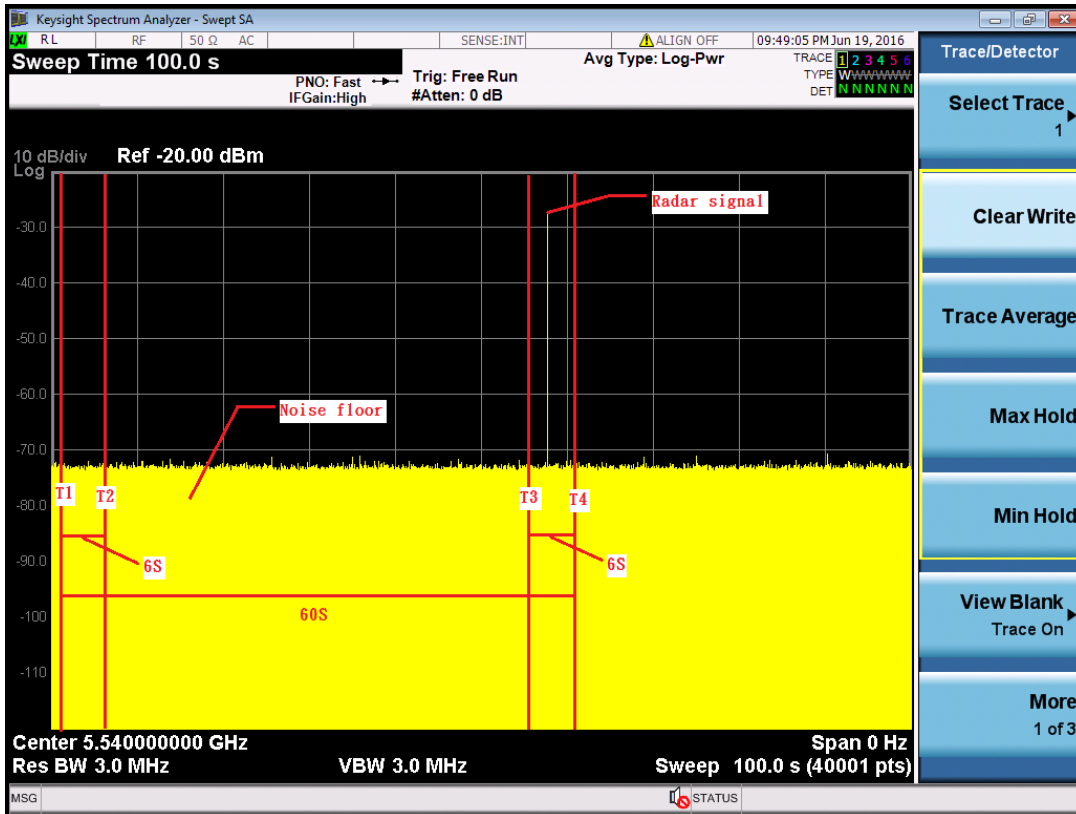 Keysight Spectrum Analyzer - Swept SA
LXI RL RF 50 Ω AC SENSE:INT ALIGN OFF 09:49:05 PM Jun 19, 2016
Sweep Time 100.0 s
PNO: Fast
IFGain:High
Trig: Free Run
#Atten: 0 dB
Avg Type: Log-Pwr
TRACE 1 2 3 4 5 6
TYPE WWWWWWW
DET N N N N N N
10 dB/div
Log
Ref -20.00 dBm
-30.0
-40.0
-50.0
-60.0
-70.0
-80.0
-90.0
-100
-110
Radar signal
Noise floor
T1
T2
T3
T4
6S
6S
60S
Center 5.540000000 GHz
Span 0 Hz
Res BW 3.0 MHz
VBW 3.0 MHz
Sweep 100.0 s (40001 pts)
MSG
STATUS
Trace/Detector
Select Trace
1
Clear Write
Trace Average
Max Hold
Min Hold
View Blank
Trace On
More
1 of 3